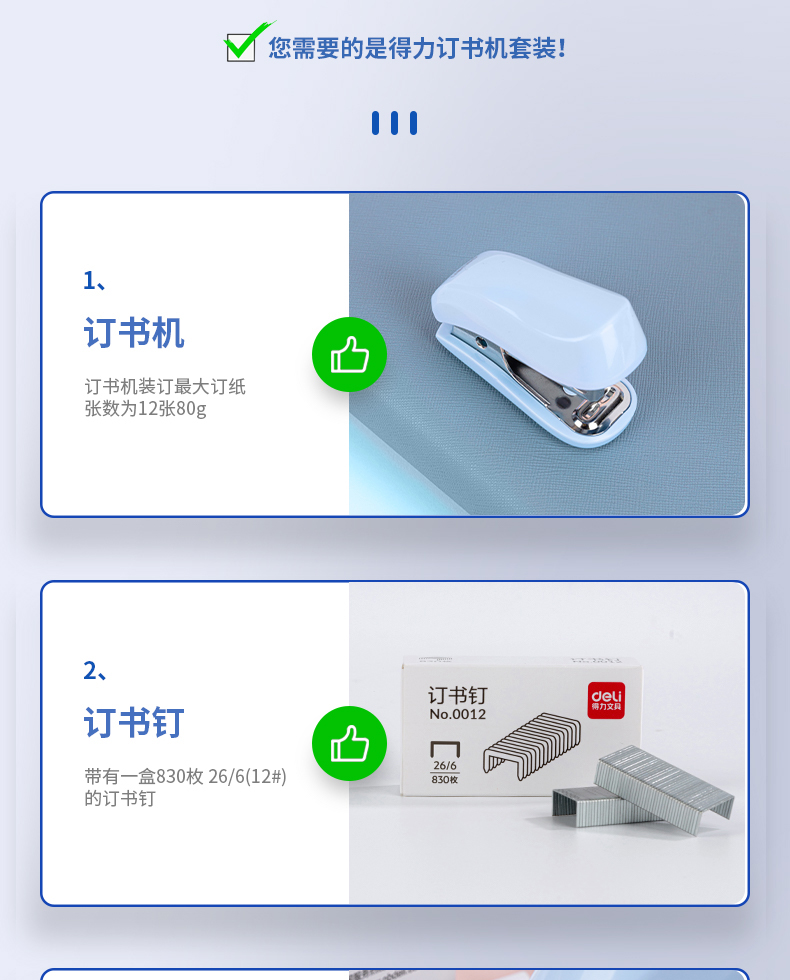 您需要的是得力订书机套装!
1、
订书机
订书机装订最大订纸
张数为12张80g
2、
订书钉
带有一盒830枚 26/6(12#)
的订书钉
订书钉
No.0012
deli
得力文具
26/6
830枚